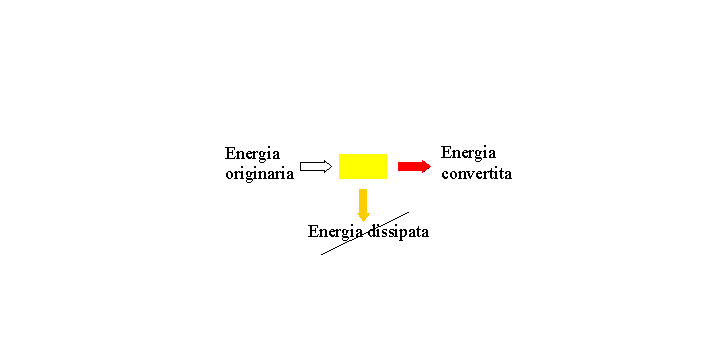 Energia
originaria
Energia
convertita
Energia dissipata